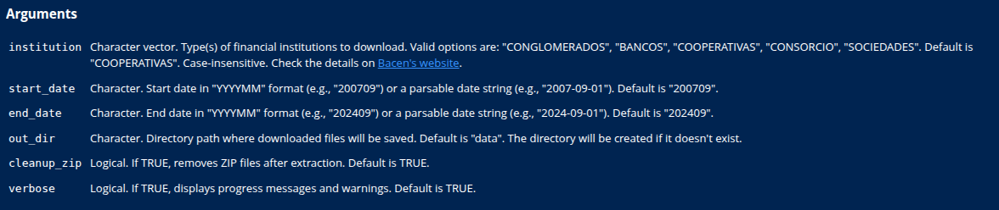 Arguments
institution Character vector. Type(s) of financial institutions to download. Valid options are: "CONGLOMERADOS", "BANCOS", "COOPERATIVAS", "CONSORCIO", "SOCIEDADES". Default is
"COOPERATIVAS". Case-insensitive. Check the details on Bacen's website.
start_date Character. Start date in "YYYYMM" format (e.g., "200709") or a parsable date string (e.g., "2007-09-01"). Default is "200709".
end_date Character. End date in "YYYYMM" format (e.g., "202409") or a parsable date string (e.g., "2024-09-01"). Default is "202409".
out_dir Character. Directory path where downloaded files will be saved. Default is "data". The directory will be created if it doesn't exist.
cleanup_zip Logical. If TRUE, removes ZIP files after extraction. Default is TRUE.
verbose Logical. If TRUE, displays progress messages and warnings. Default is TRUE.